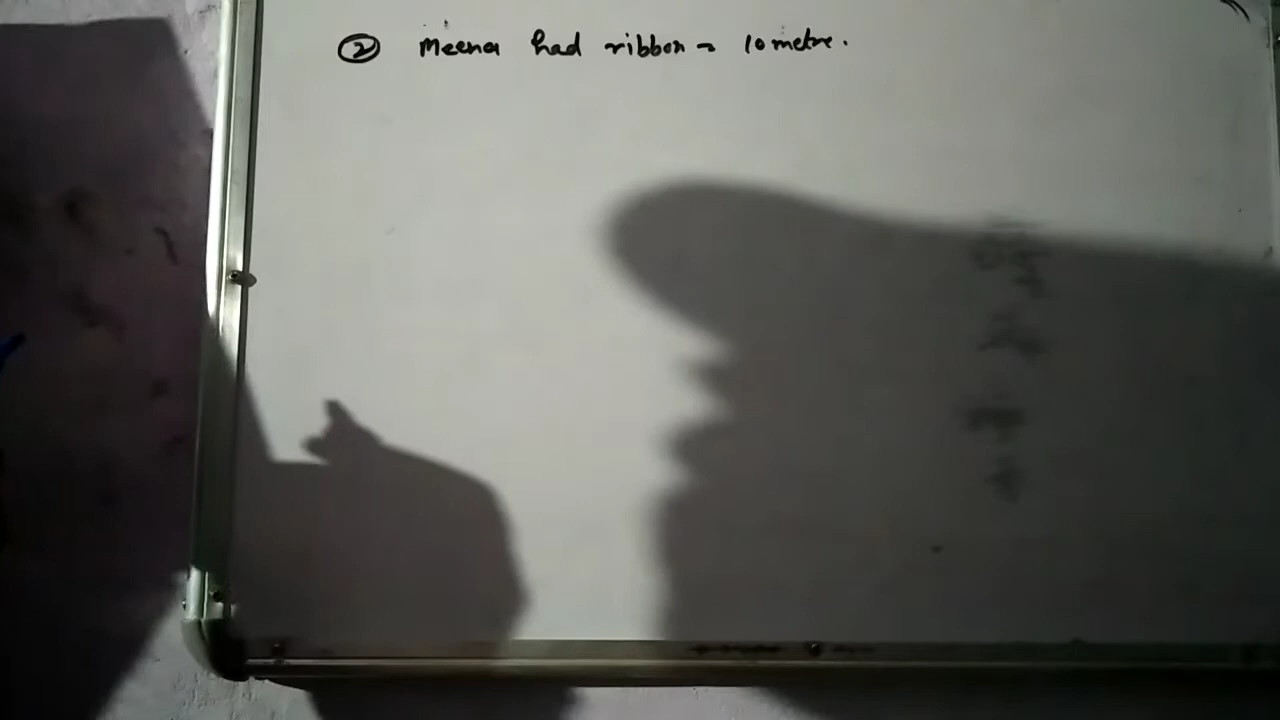 ② Meena had ribbon = 10 metre.